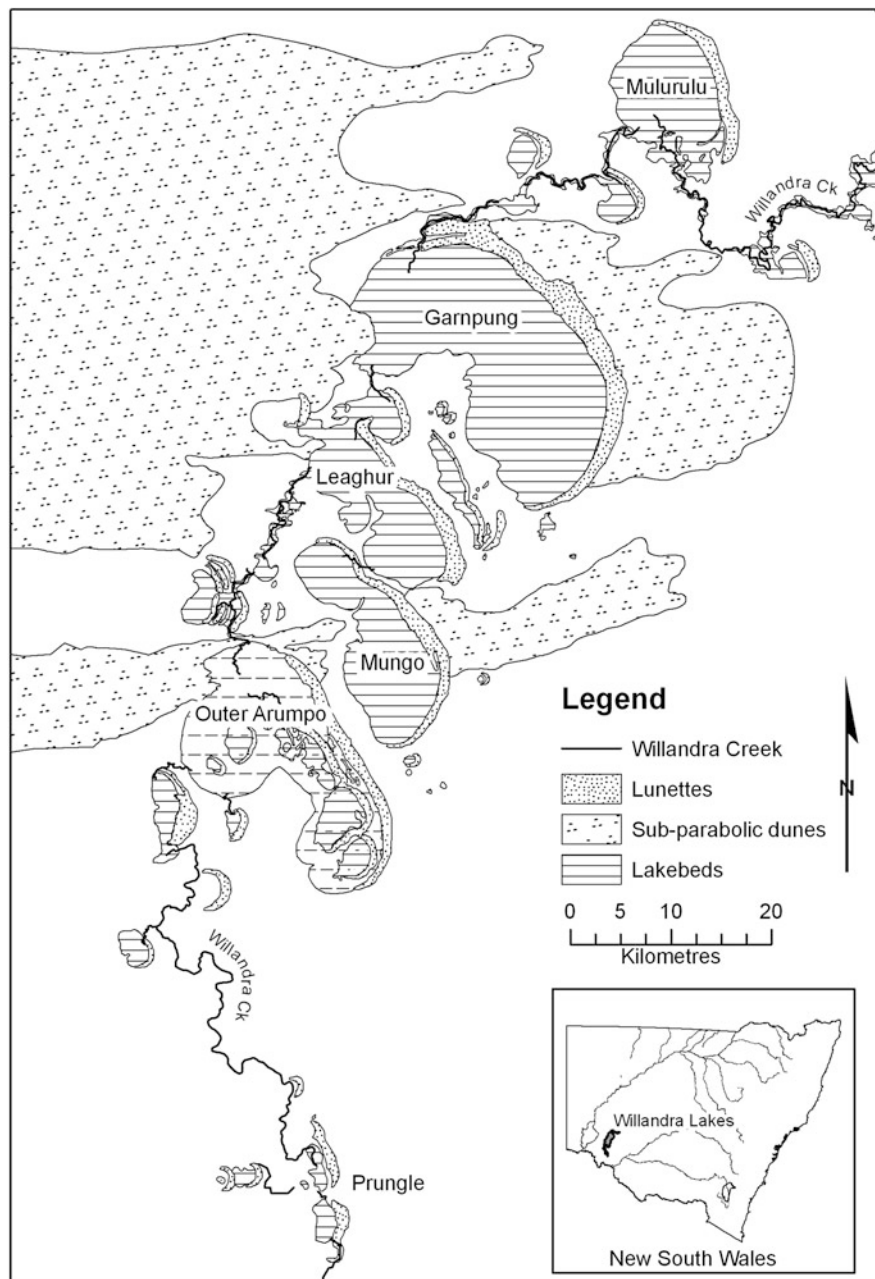 Mulurulu
Willandra Ck
Garnpung
Leaghur
Mungo
Outer Arumpo
Willandra Ck
Prungle
Legend
Willandra Creek
Lunettes
Sub-parabolic dunes
Lakebeds
N
0 5 10 20
Kilometres
Willandra Lakes
New South Wales